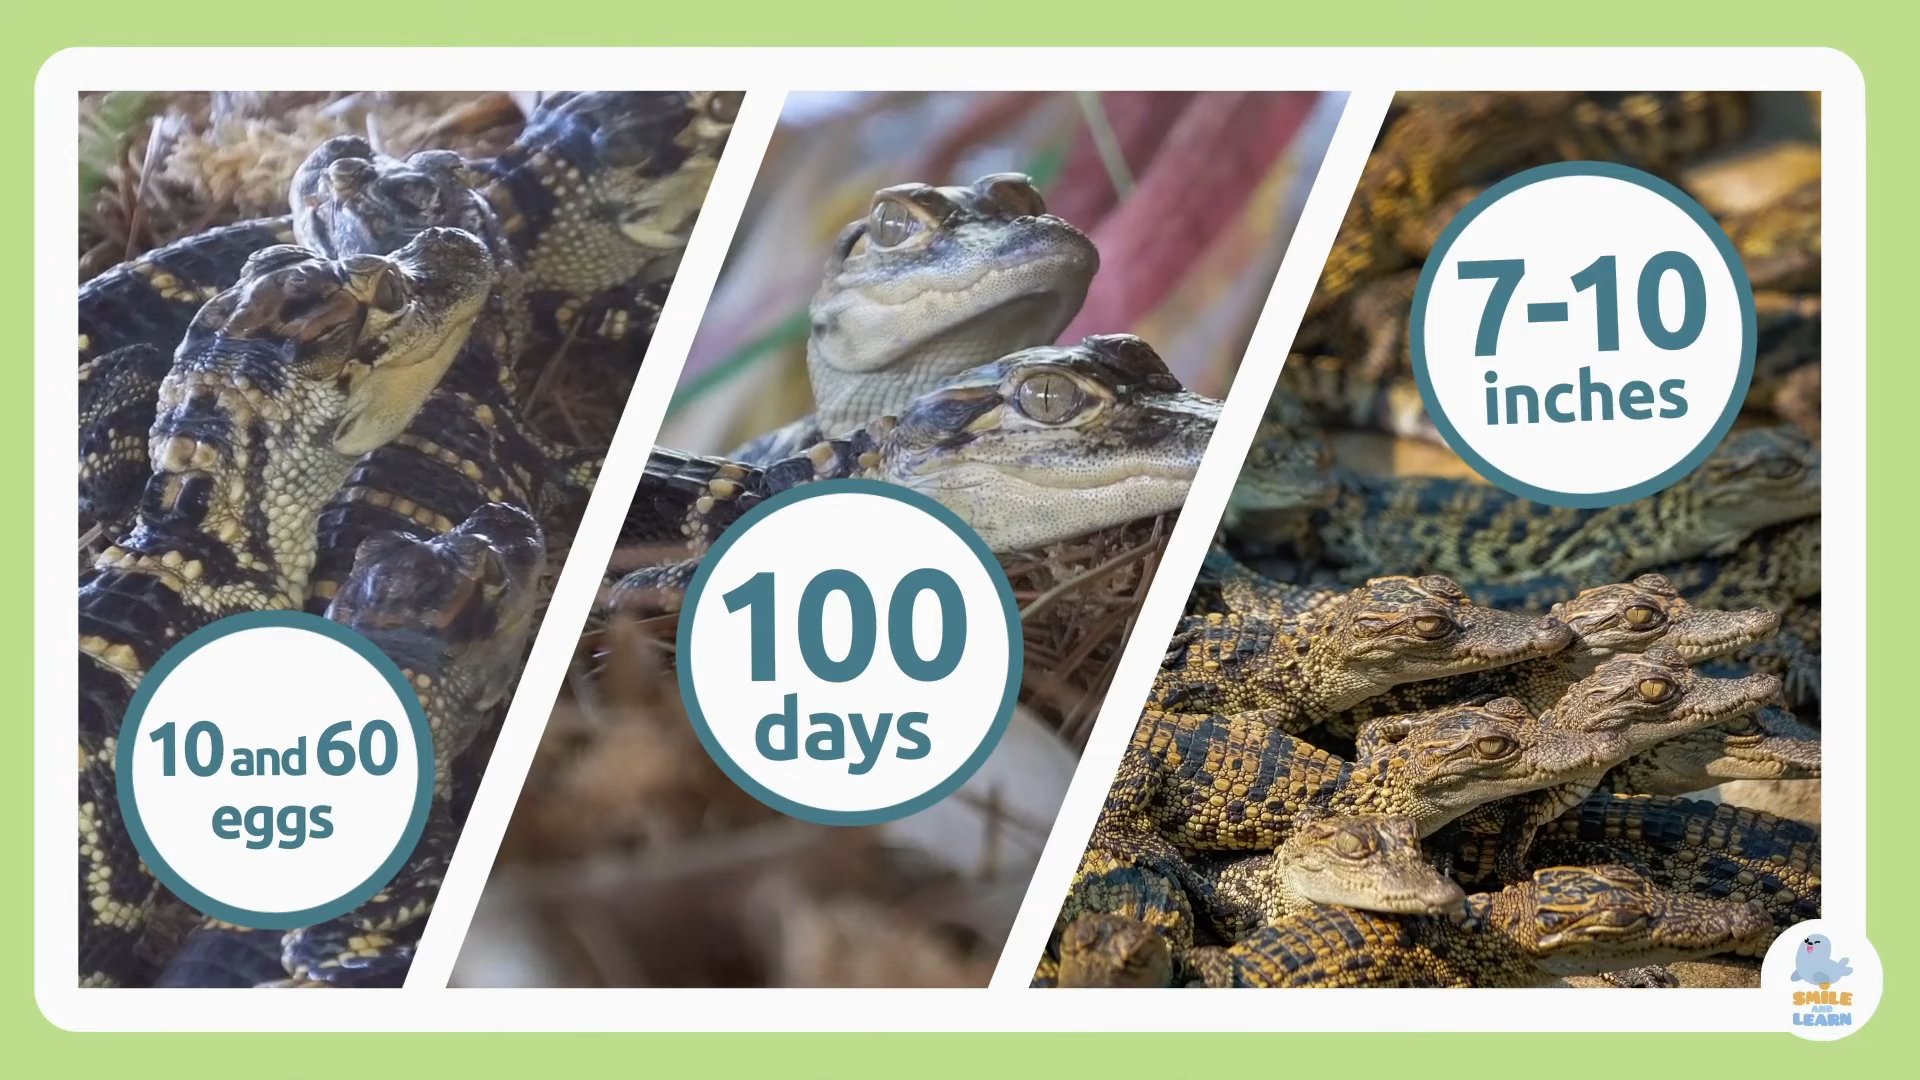 10 and 60
eggs
100
days
7-10
inches
SMILE
AND
LEARN